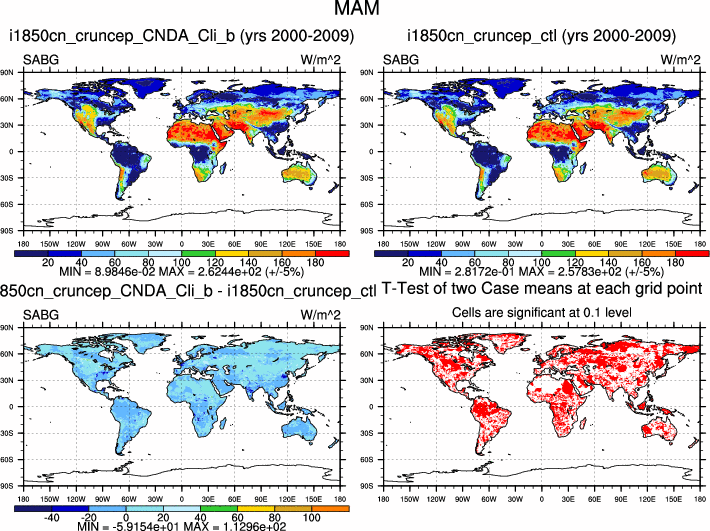 MAM
i1850cn_cruncep_CNDA_Cli_b (yrs 2000-2009)
SABG W/m^2
90N
60N
30N
0
30S
60S
90S
180 150W 120W 90W 60W 30W 0 30E 60E 90E 120E 150E 180
20 40 60 80 100 120 140 160 180
MIN = 8.9846e-02 MAX = 2.6244e+02 (+/-5%)
i1850cn_cruncep_ctl (yrs 2000-2009)
SABG W/m^2
90N
60N
30N
0
30S
60S
90S
180 150W 120W 90W 60W 30W 0 30E 60E 90E 120E 150E 180
20 40 60 80 100 120 140 160 180
MIN = 2.8172e-01 MAX = 2.5783e+02 (+/-5%)
850cn_cruncep_CNDA_Cli_b - i1850cn_cruncep_ctl
SABG W/m^2
90N
60N
30N
0
30S
60S
90S
180 150W 120W 90W 60W 30W 0 30E 60E 90E 120E 150E 180
-40 -20 0 20 40 60 80 100
MIN = -5.9154e+01 MAX = 1.1296e+02
T-Test of two Case means at each grid point
Cells are significant at 0.1 level
90N
60N
30N
0
30S
60S
90S
180 150W 120W 90W 60W 30W 0 30E 60E 90E 120E 150E 180